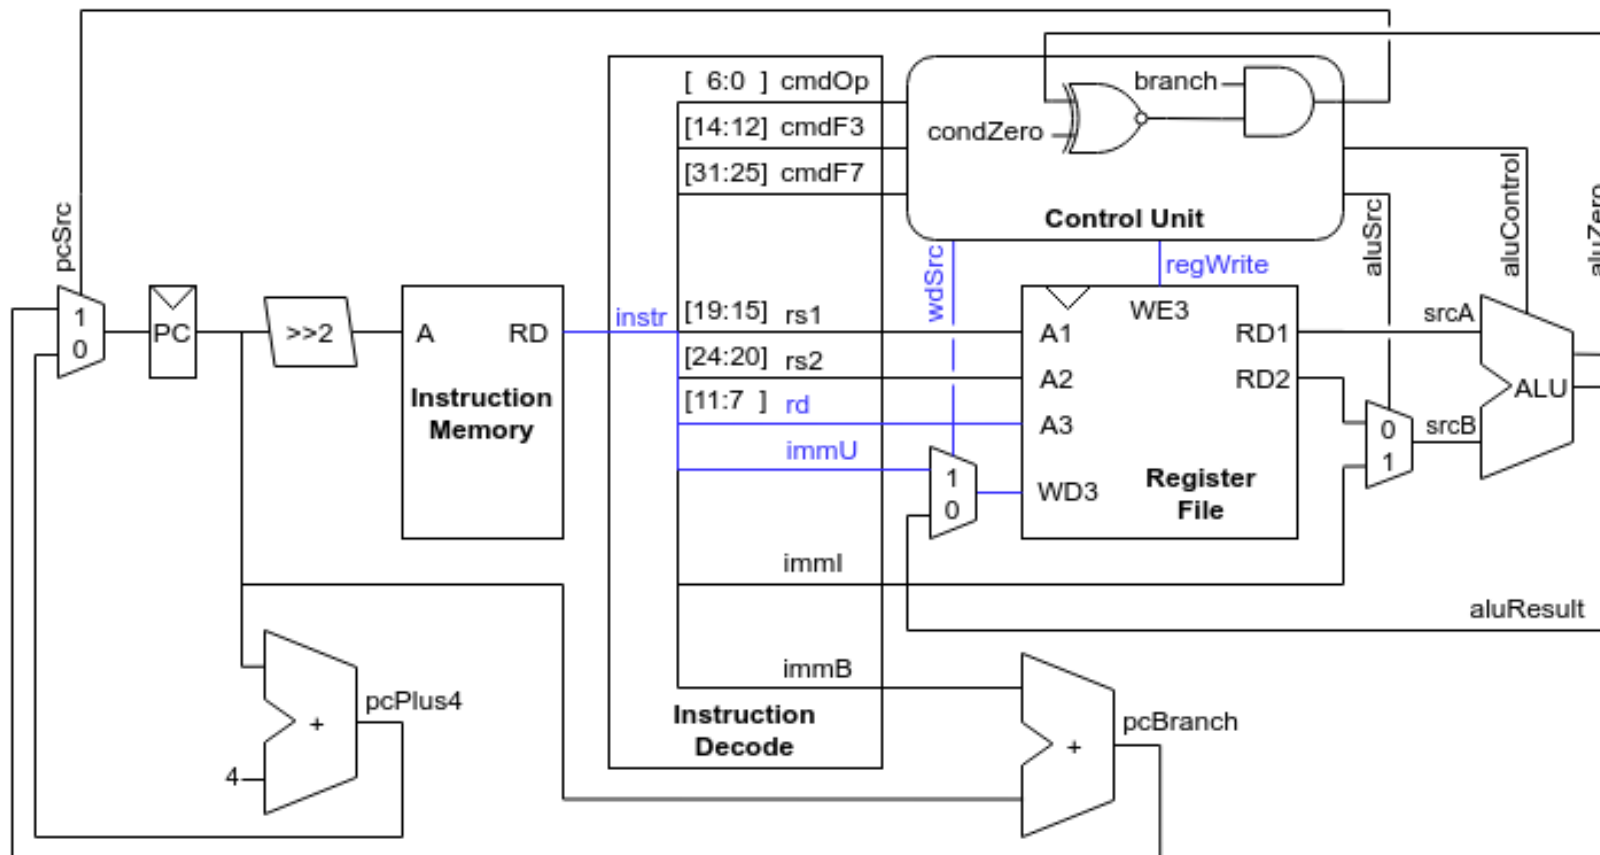 [ 6:0 ] cmdOp
[14:12] cmdF3
[31:25] cmdF7
branch
condZero
Control Unit
pcSrc
1
0
PC
>>2
A
RD
Instruction
Memory
instr
[19:15] rs1
[24:20] rs2
[11:7 ] rd
immU
immI
immB
Instruction
Decode
wdSrc
1
0
regWrite
WE3
A1
A2
A3
WD3
RD1
RD2
Register
File
aluSrc
aluControl
aluZero
srcA
srcB
0
1
ALU
aluResult
pcPlus4
+
4
pcBranch
+